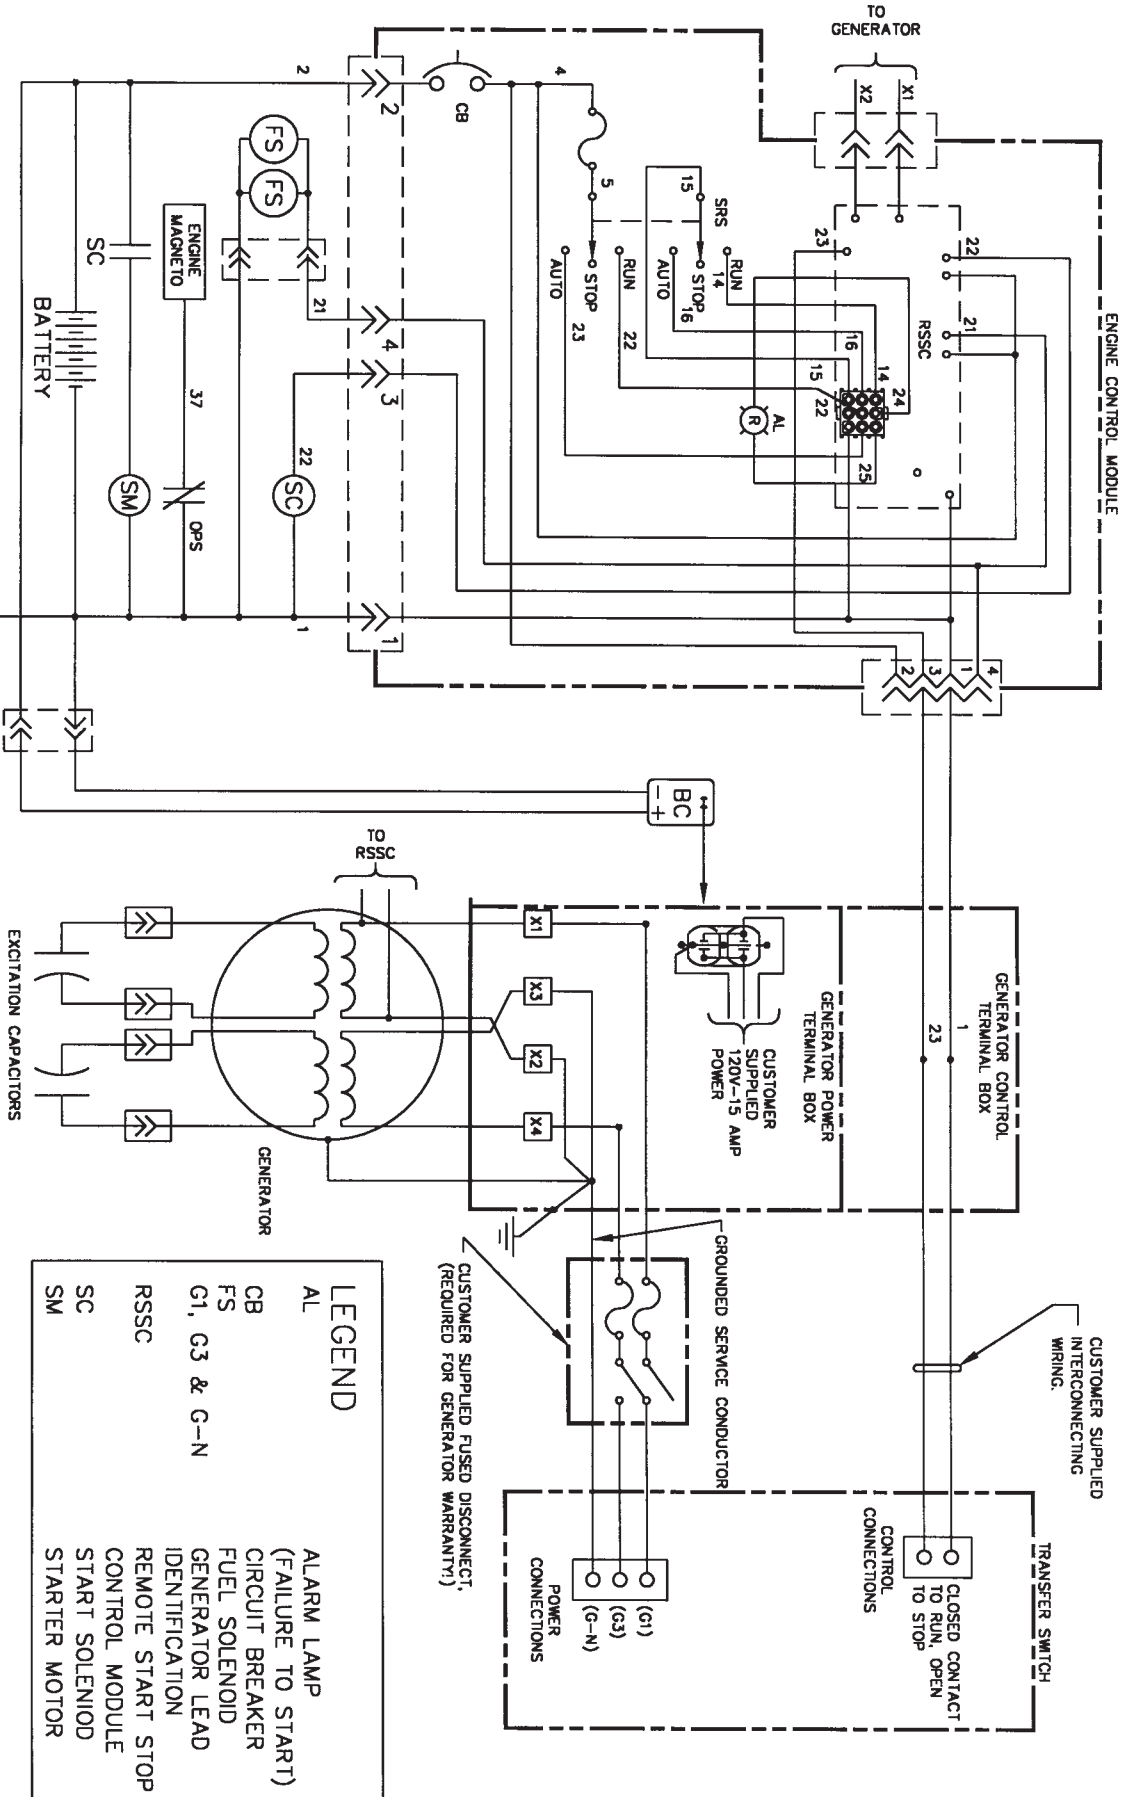 TO
GENERATOR
X2
X1
ENGINE CONTROL MODULE
2
2
CB
4
5
15
SRS
23
22
21
RSSC
RUN
14
STOP
16
AUTO
RUN
22
STOP
AUTO
23
16
14
24
15
22
25
AL
R
FS
FS
21
4
3
ENGINE
MAGNETO
37
OPS
22
SC
SC
BATTERY
SM
1
1
2
3
1
4
BC
- +
TO
RSSC
X1
X3
X2
X4
EXCITATION CAPACITORS
GENERATOR
CUSTOMER
SUPPLIED
120V-15 AMP
POWER
GENERATOR POWER
TERMINAL BOX
GENERATOR CONTROL
TERMINAL BOX
1
23
GROUNDED SERVICE CONDUCTOR
CUSTOMER SUPPLIED FUSED DISCONNECT,
(REQUIRED FOR GENERATOR WARRANTY!)
CUSTOMER SUPPLIED
INTERCONNECTING
WIRING.
TRANSFER SWITCH
CLOSED CONTACT
TO RUN, OPEN
TO STOP
CONTROL
CONNECTIONS
(G1)
(G3)
(G-N)
POWER
CONNECTIONS
LEGEND
AL ALARM LAMP
(FAILURE TO START)
CB CIRCUIT BREAKER
FS FUEL SOLENOID
G1, G3 & G-N GENERATOR LEAD
IDENTIFICATION
RSSC REMOTE START STOP
CONTROL MODULE
SC START SOLENIOD
SM STARTER MOTOR